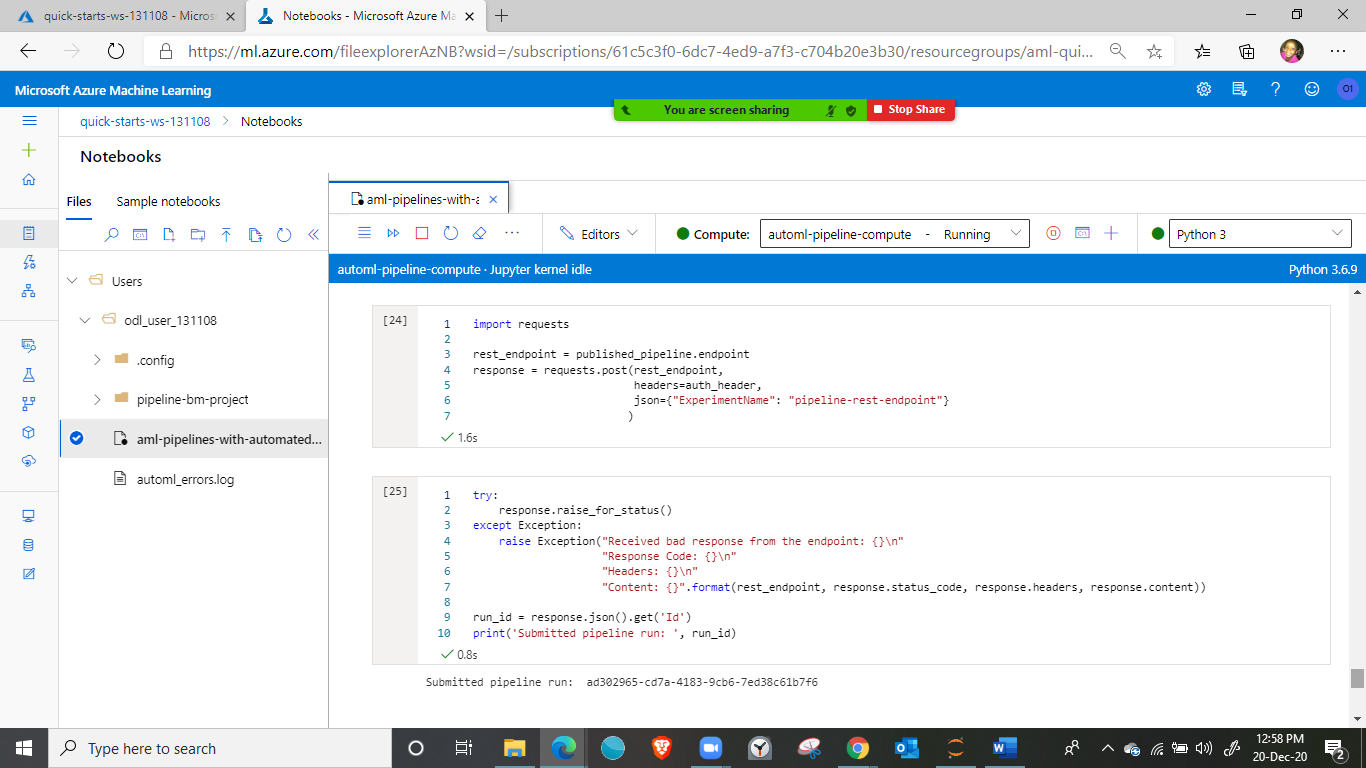 quick-starts-ws-131108 - Micros
Notebooks - Microsoft Azure Ma
https://ml.azure.com/fileexplorerAzNB?wsid=/subscriptions/61c5c3f0-6dc7-4ed9-a7f3-c704b20e3b30/resourcegroups/aml-qui...
Microsoft Azure Machine Learning
O1
You are screen sharing
Stop Share
quick-starts-ws-131108 > Notebooks
Notebooks
Files Sample notebooks
aml-pipelines-with-a
Editors
Compute: automl-pipeline-compute - Running
Python 3
automl-pipeline-compute · Jupyter kernel idle
Python 3.6.9
Users
odl_user_131108
.config
pipeline-bm-project
aml-pipelines-with-automated...
automl_errors.log
[24]
1 import requests
2
3 rest_endpoint = published_pipeline.endpoint
4 response = requests.post(rest_endpoint,
5 headers=auth_header,
6 json={"ExperimentName": "pipeline-rest-endpoint"}
7 )
1.6s
[25]
1 try:
2 response.raise_for_status()
3 except Exception:
4 raise Exception("Received bad response from the endpoint: {}\n"
5 "Response Code: {}\n"
6 "Headers: {}\n"
7 "Content: {}".format(rest_endpoint, response.status_code, response.headers, response.content))
8
9 run_id = response.json().get('Id')
10 print('Submitted pipeline run: ', run_id)
0.8s
Submitted pipeline run:  ad302965-cd7a-4183-9cb6-7ed38c61b7f6
Type here to search
12:58 PM
20-Dec-20
2